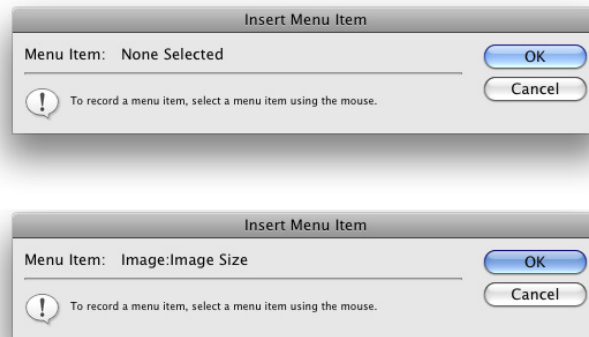 Insert Menu Item
Menu Item: None Selected
OK
To record a menu item, select a menu item using the mouse.
Cancel
Insert Menu Item
Menu Item: Image:Image Size
OK
To record a menu item, select a menu item using the mouse.
Cancel